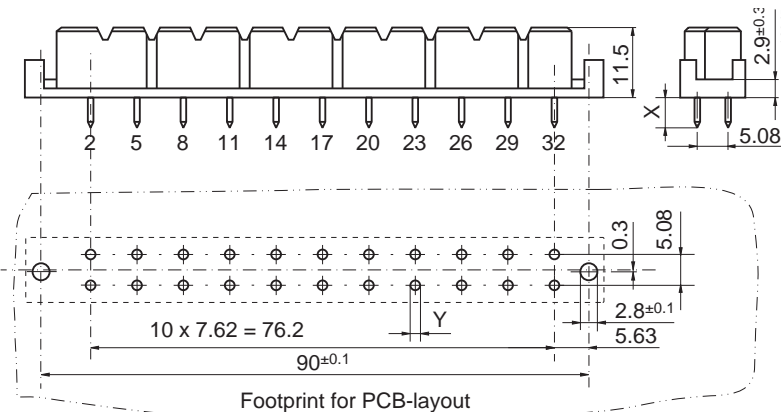 11.5
2.9±0.3
X
5.08
2 5 8 11 14 17 20 23 26 29 32
0.3
5.08
Y
2.8±0.1
10 x 7.62 = 76.2
5.63
90±0.1
Footprint for PCB-layout